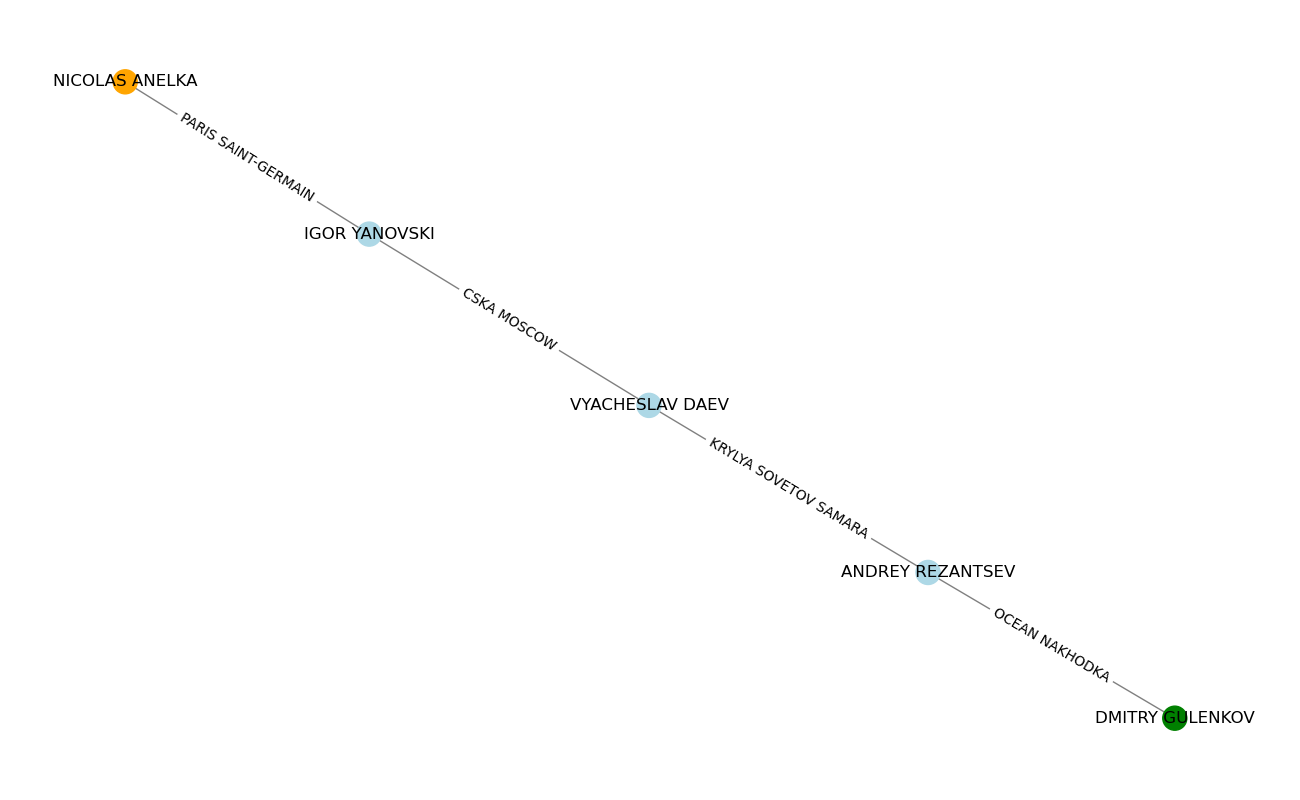 NICOLAS ANELKA
PARIS SAINT-GERMAIN
IGOR YANOVSKI
CSKA MOSCOW
VYACHESLAV DAEV
KRYLYA SOVETOV SAMARA
ANDREY REZANTSEV
OCEAN NAKHODKA
DMITRY GULENKOV